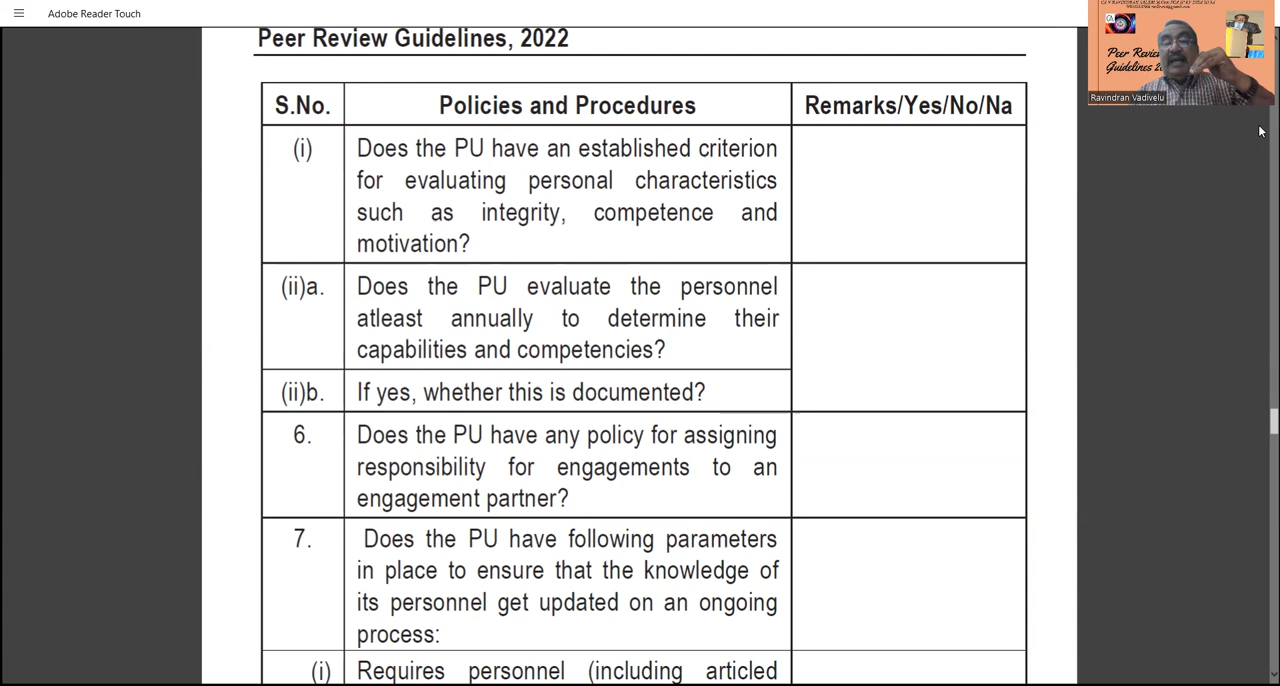 Adobe Reader Touch
Peer Review Guidelines, 2022
S.No. Policies and Procedures Remarks/Yes/No/Na
(i) Does the PU have an established criterion
for evaluating personal characteristics
such as integrity, competence and
motivation?
(ii)a. Does the PU evaluate the personnel
atleast annually to determine their
capabilities and competencies?
(ii)b. If yes, whether this is documented?
6. Does the PU have any policy for assigning
responsibility for engagements to an
engagement partner?
7. Does the PU have following parameters
in place to ensure that the knowledge of
its personnel get updated on an ongoing
process:
(i) Requires personnel (including articled
Peer
Guidelines
Ravindran Vadivelu